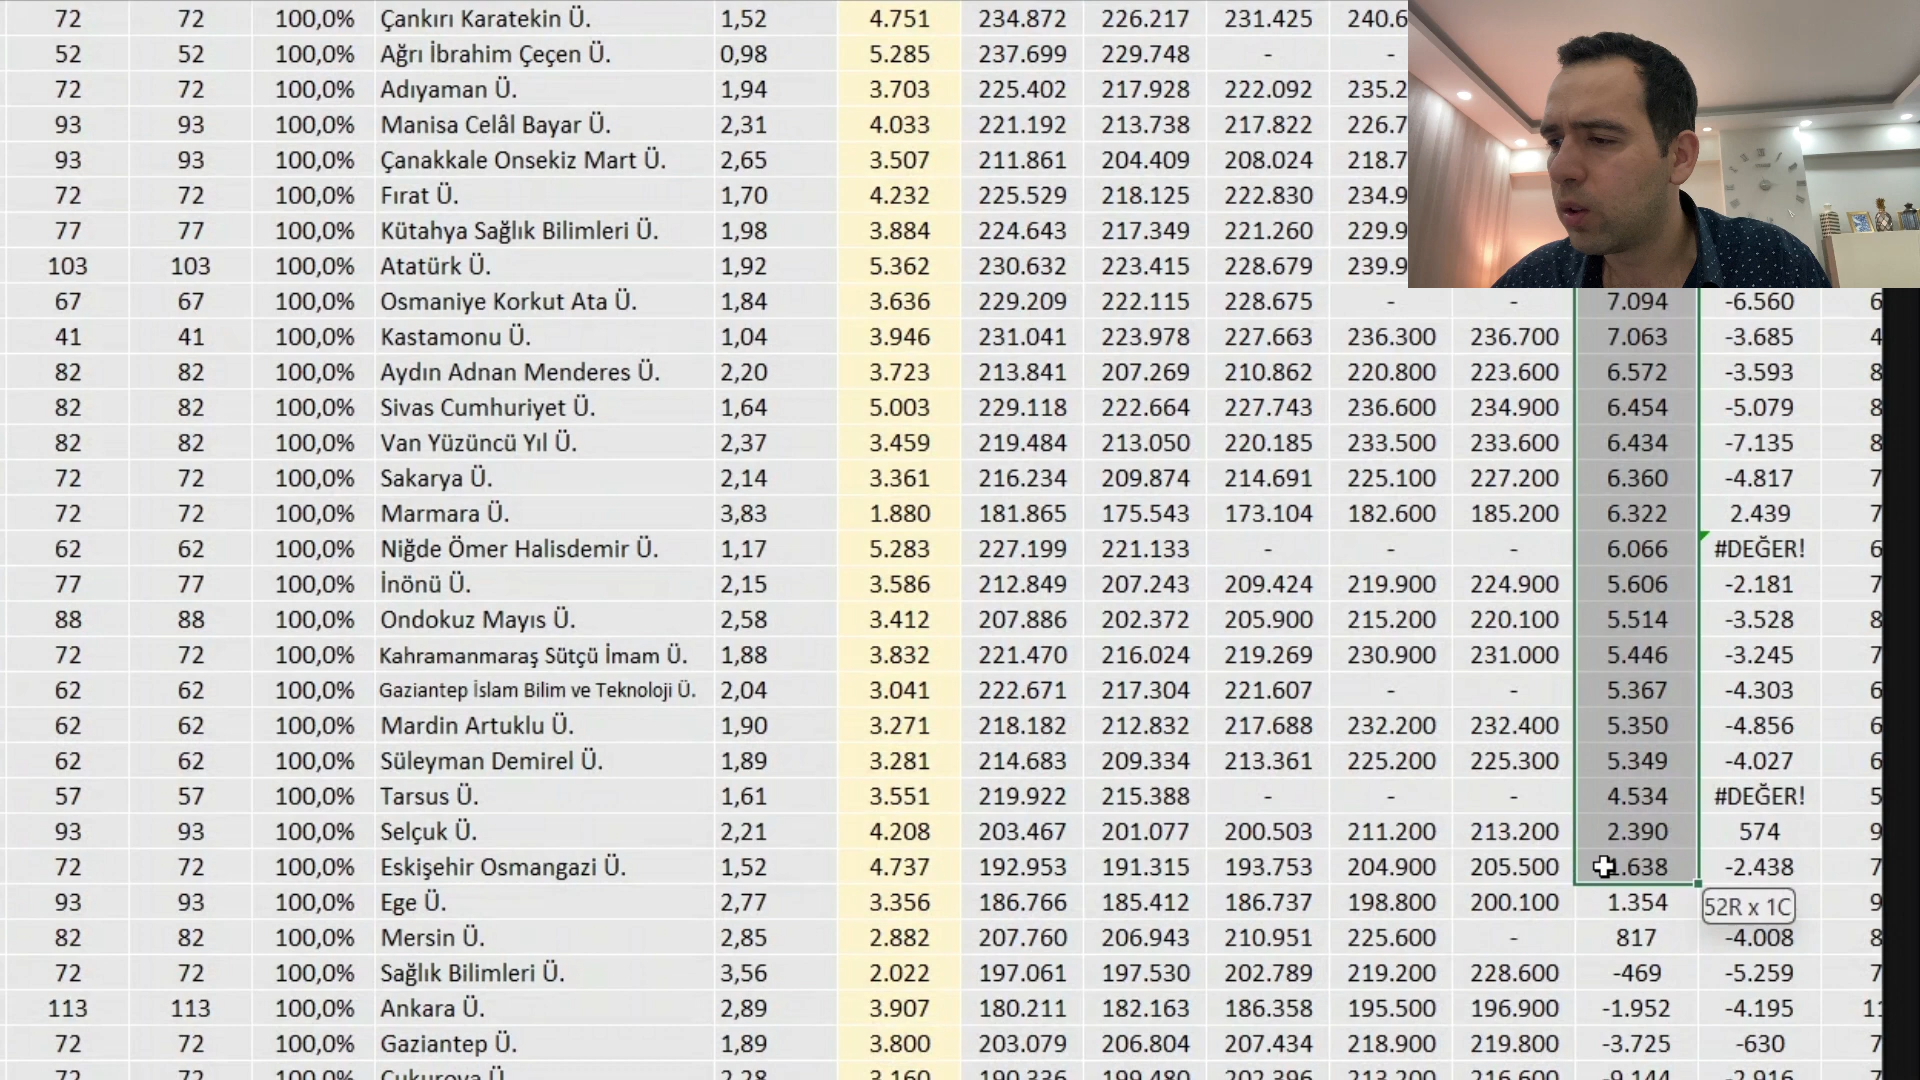 72 72 100,0% Çankırı Karatekin Ü. 1,52 4.751 234.872 226.217 231.425 240.6
52 52 100,0% Ağrı İbrahim Çeçen Ü. 0,98 5.285 237.699 229.748 - -
72 72 100,0% Adıyaman Ü. 1,94 3.703 225.402 217.928 222.092 235.2
93 93 100,0% Manisa Celâl Bayar Ü. 2,31 4.033 221.192 213.738 217.822 226.7
93 93 100,0% Çanakkale Onsekiz Mart Ü. 2,65 3.507 211.861 204.409 208.024 218.7
72 72 100,0% Fırat Ü. 1,70 4.232 225.529 218.125 222.830 234.9
77 77 100,0% Kütahya Sağlık Bilimleri Ü. 1,98 3.884 224.643 217.349 221.260 229.9
103 103 100,0% Atatürk Ü. 1,92 5.362 230.632 223.415 228.679 239.9
67 67 100,0% Osmaniye Korkut Ata Ü. 1,84 3.636 229.209 222.115 228.675 - - 7.094 -6.560 6
41 41 100,0% Kastamonu Ü. 1,04 3.946 231.041 223.978 227.663 236.300 236.700 7.063 -3.685 4
82 82 100,0% Aydın Adnan Menderes Ü. 2,20 3.723 213.841 207.269 210.862 220.800 223.600 6.572 -3.593 8
82 82 100,0% Sivas Cumhuriyet Ü. 1,64 5.003 229.118 222.664 227.743 236.600 234.900 6.454 -5.079 8
82 82 100,0% Van Yüzüncü Yıl Ü. 2,37 3.459 219.484 213.050 220.185 233.500 233.600 6.434 -7.135 8
72 72 100,0% Sakarya Ü. 2,14 3.361 216.234 209.874 214.691 225.100 227.200 6.360 -4.817 7
72 72 100,0% Marmara Ü. 3,83 1.880 181.865 175.543 173.104 182.600 185.200 6.322 2.439 7
62 62 100,0% Niğde Ömer Halisdemir Ü. 1,17 5.283 227.199 221.133 - - - 6.066 #DEĞER! 6
77 77 100,0% İnönü Ü. 2,15 3.586 212.849 207.243 209.424 219.900 224.900 5.606 -2.181 7
88 88 100,0% Ondokuz Mayıs Ü. 2,58 3.412 207.886 202.372 205.900 215.200 220.100 5.514 -3.528 8
72 72 100,0% Kahramanmaraş Sütçü İmam Ü. 1,88 3.832 221.470 216.024 219.269 230.900 231.000 5.446 -3.245 7
62 62 100,0% Gaziantep İslam Bilim ve Teknoloji Ü. 2,04 3.041 222.671 217.304 221.607 - - 5.367 -4.303 6
62 62 100,0% Mardin Artuklu Ü. 1,90 3.271 218.182 212.832 217.688 232.200 232.400 5.350 -4.856 6
62 62 100,0% Süleyman Demirel Ü. 1,89 3.281 214.683 209.334 213.361 225.200 225.300 5.349 -4.027 6
57 57 100,0% Tarsus Ü. 1,61 3.551 219.922 215.388 - - - 4.534 #DEĞER! 5
93 93 100,0% Selçuk Ü. 2,21 4.208 203.467 201.077 200.503 211.200 213.200 2.390 574 9
72 72 100,0% Eskişehir Osmangazi Ü. 1,52 4.737 192.953 191.315 193.753 204.900 205.500 1.638 -2.438 7
93 93 100,0% Ege Ü. 2,77 3.356 186.766 185.412 186.737 198.800 200.100 1.354 9
52R x 1C
82 82 100,0% Mersin Ü. 2,85 2.882 207.760 206.943 210.951 225.600 - 817 -4.008 8
72 72 100,0% Sağlık Bilimleri Ü. 3,56 2.022 197.061 197.530 202.789 219.200 228.600 -469 -5.259 7
113 113 100,0% Ankara Ü. 2,89 3.907 180.211 182.163 186.358 195.500 196.900 -1.952 -4.195 11
72 72 100,0% Gaziantep Ü. 1,89 3.800 203.079 206.804 207.434 218.900 219.800 -3.725 -630 7
72 72 100,0% Çukurova Ü. 2,28 3.160 190.336 199.480 202.396 213.200 216.600 -9.144 -2.916 7